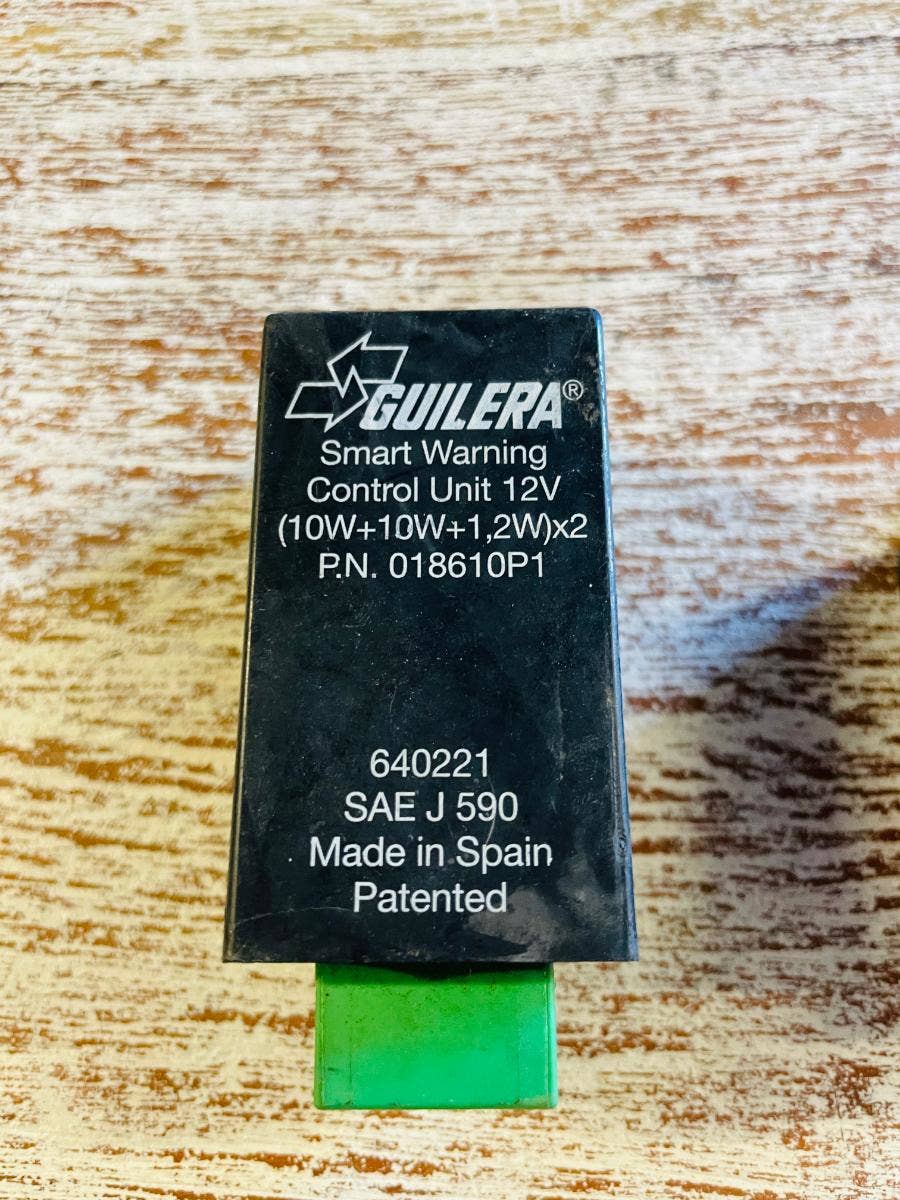 GUILERA®
Smart Warning
Control Unit 12V
(10W+10W+1,2W)x2
P.N. 018610P1
640221
SAE J 590
Made in Spain
Patented